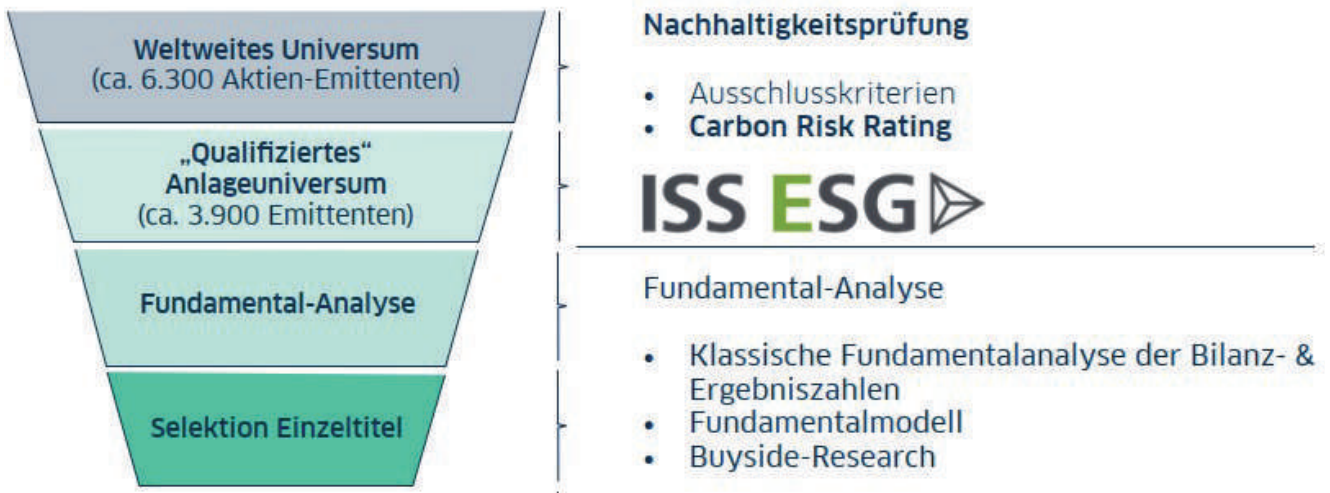 Weltweites Universum
(ca. 6.300 Aktien-Emittenten)
„Qualifiziertes“
Anlageuniversum
(ca. 3.900 Emittenten)
Fundamental-Analyse
Selektion Einzeltitel
Nachhaltigkeitsprüfung
• Ausschlusskriterien
• Carbon Risk Rating
ISS ESG
Fundamental-Analyse
• Klassische Fundamentalanalyse der Bilanz- &
Ergebniszahlen
• Fundamentalmodell
• Buyside-Research